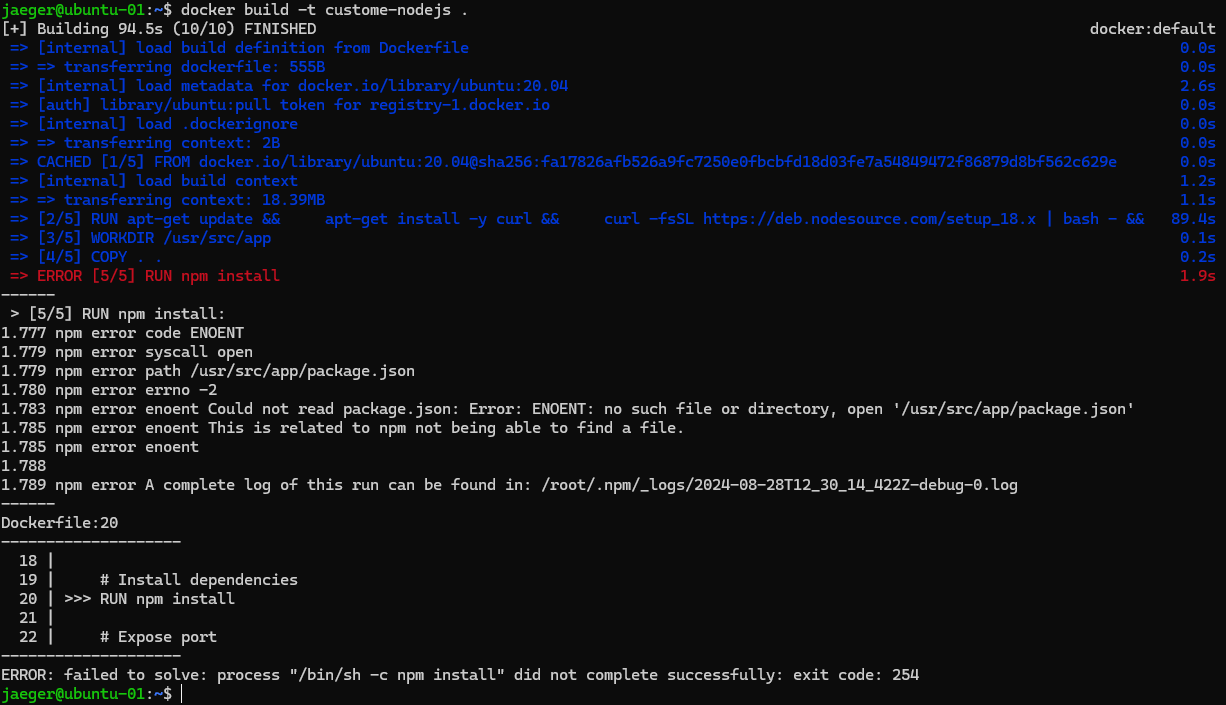 jaeger@ubuntu-01:~$ docker build -t custome-nodejs .
[+] Building 94.5s (10/10) FINISHED docker:default
=> [internal] load build definition from Dockerfile 0.0s
=> => transferring dockerfile: 555B 0.0s
=> [internal] load metadata for docker.io/library/ubuntu:20.04 2.6s
=> [auth] library/ubuntu:pull token for registry-1.docker.io 0.0s
=> [internal] load .dockerignore 0.0s
=> => transferring context: 2B 0.0s
=> CACHED [1/5] FROM docker.io/library/ubuntu:20.04@sha256:fa17826afb526a9fc7250e0fbcbfd18d03fe7a54849472f86879d8bf562c629e 0.0s
=> [internal] load build context 1.2s
=> => transferring context: 18.39MB 1.1s
=> [2/5] RUN apt-get update &&     apt-get install -y curl &&     curl -fsSL https://deb.nodesource.com/setup_18.x | bash - && 89.4s
=> [3/5] WORKDIR /usr/src/app 0.1s
=> [4/5] COPY . . 0.2s
=> ERROR [5/5] RUN npm install 1.9s
------
> [5/5] RUN npm install:
1.777 npm error code ENOENT
1.779 npm error syscall open
1.779 npm error path /usr/src/app/package.json
1.780 npm error errno -2
1.783 npm error enoent Could not read package.json: Error: ENOENT: no such file or directory, open '/usr/src/app/package.json'
1.785 npm error enoent This is related to npm not being able to find a file.
1.785 npm error enoent
1.788
1.789 npm error A complete log of this run can be found in: /root/.npm/_logs/2024-08-28T12_30_14_422Z-debug-0.log
------
Dockerfile:20
--------------------
18 |
19 |     # Install dependencies
20 | >>> RUN npm install
21 |
22 |     # Expose port
--------------------
ERROR: failed to solve: process "/bin/sh -c npm install" did not complete successfully: exit code: 254
jaeger@ubuntu-01:~$